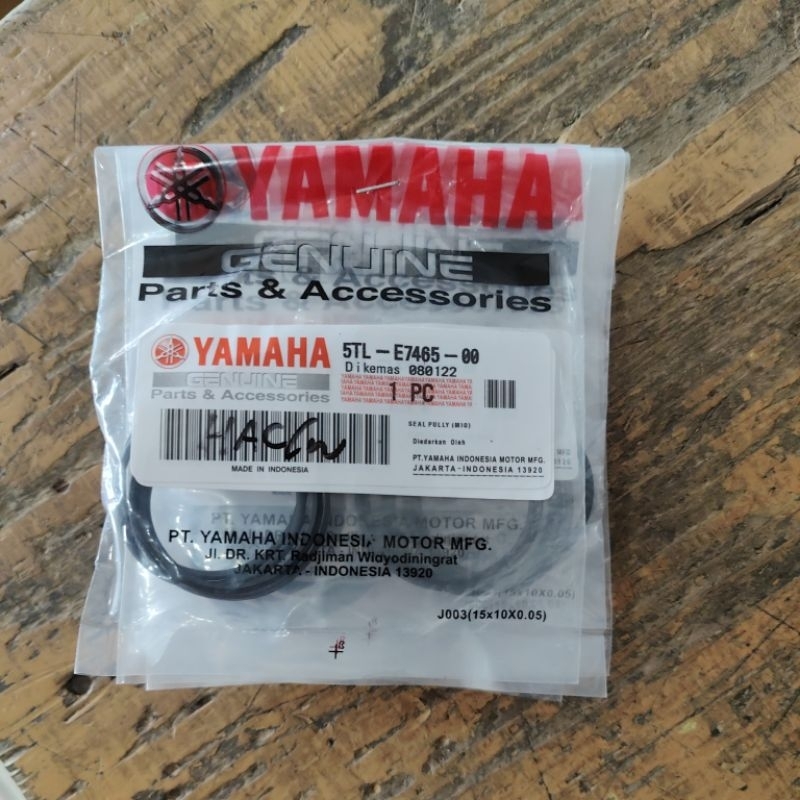 YAMAHA
GENUINE
Parts & Accessories
YAMAHA
GENUINE
Parts & Accessories
MADE IN INDONESIA
5TL-E7465-00
Dikemas 080122
1 PC
SEAL PULLY (MIO)
Diedarkan Oleh
PT.YAMAHA INDONESIA MOTOR MFG.
JAKARTA-INDONESIA 13920
PT. YAMAHA INDONESIA MOTOR MFG.
Jl. DR. KRT. Radjiman Widyodiningrat
JAKARTA - INDONESIA 13920
J003(15x10X0.05)